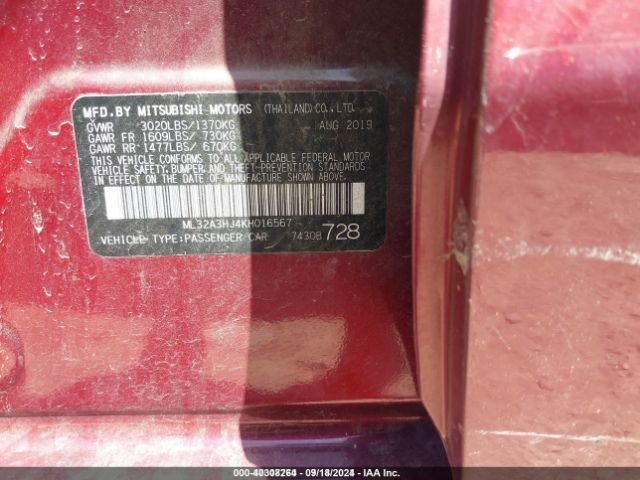 MFD.BY MITSUBISHI MOTORS (THAILAND)CO.,LTD.
GVWR 3020LBS/1370KG AUG 2019
GAWR FR 1609LBS/ 730KG
GAWR RR 1477LBS/ 670KG
THIS VEHICLE CONFORMS TO ALL APPLICABLE FEDERAL MOTOR
VEHICLE SAFETY,BUMPER,AND THEFT-PREVENTION STANDARDS
IN EFFECT ON THE DATE OF MANUFACTURE SHOWN ABOVE.
ML32A3HJ4KH016567
VEHICLE TYPE:PASSENGER CAR 7430B 728
000-40308264 - 09/18/2024 - IAA Inc.